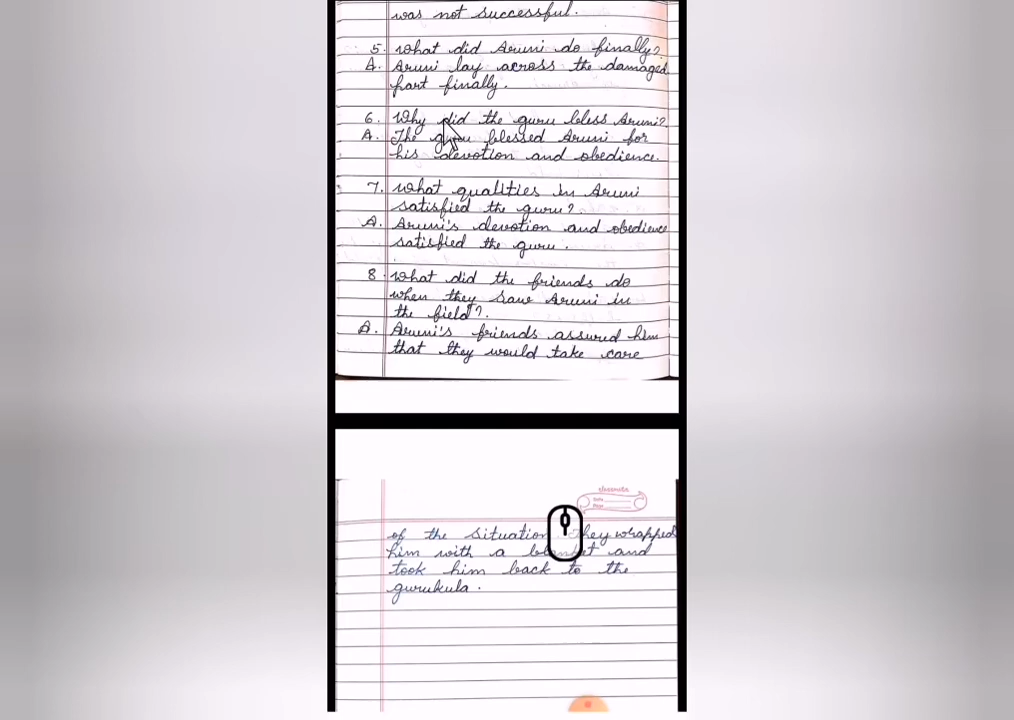 was not successful.
5. What did Aruni do finally?
A. Aruni lay across the damaged
part finally.
6. Why did the guru bless Aruni?
A. The guru blessed Aruni for
his devotion and obedience.
7. What qualities in Aruni
satisfied the guru?
A. Aruni's devotion and obedience
satisfied the guru.
8. What did the friends do
when they saw Aruni in
the field?
A. Aruni's friends assured him
that they would take care
classmate
of the situation They wrapped
him with a blanket and
took him back to the
gurukula.